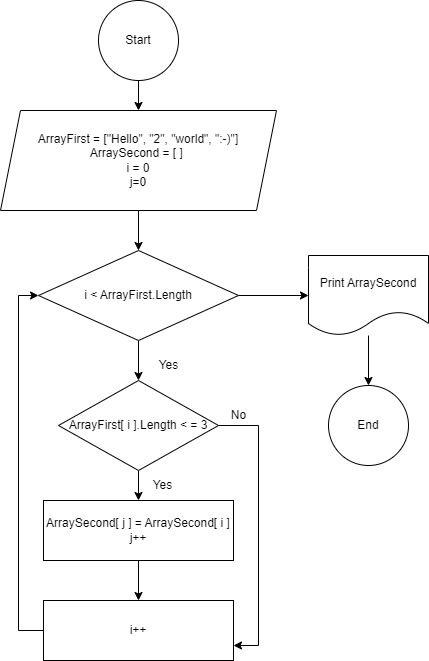 Start
ArrayFirst = ["Hello", "2", "world", ":-)"]
ArraySecond = [ ]
i = 0
j=0
i < ArrayFirst.Length
Print ArraySecond
Yes
ArrayFirst[ i ].Length < = 3
No
End
Yes
ArraySecond[ j ] = ArraySecond[ i ]
j++
i++